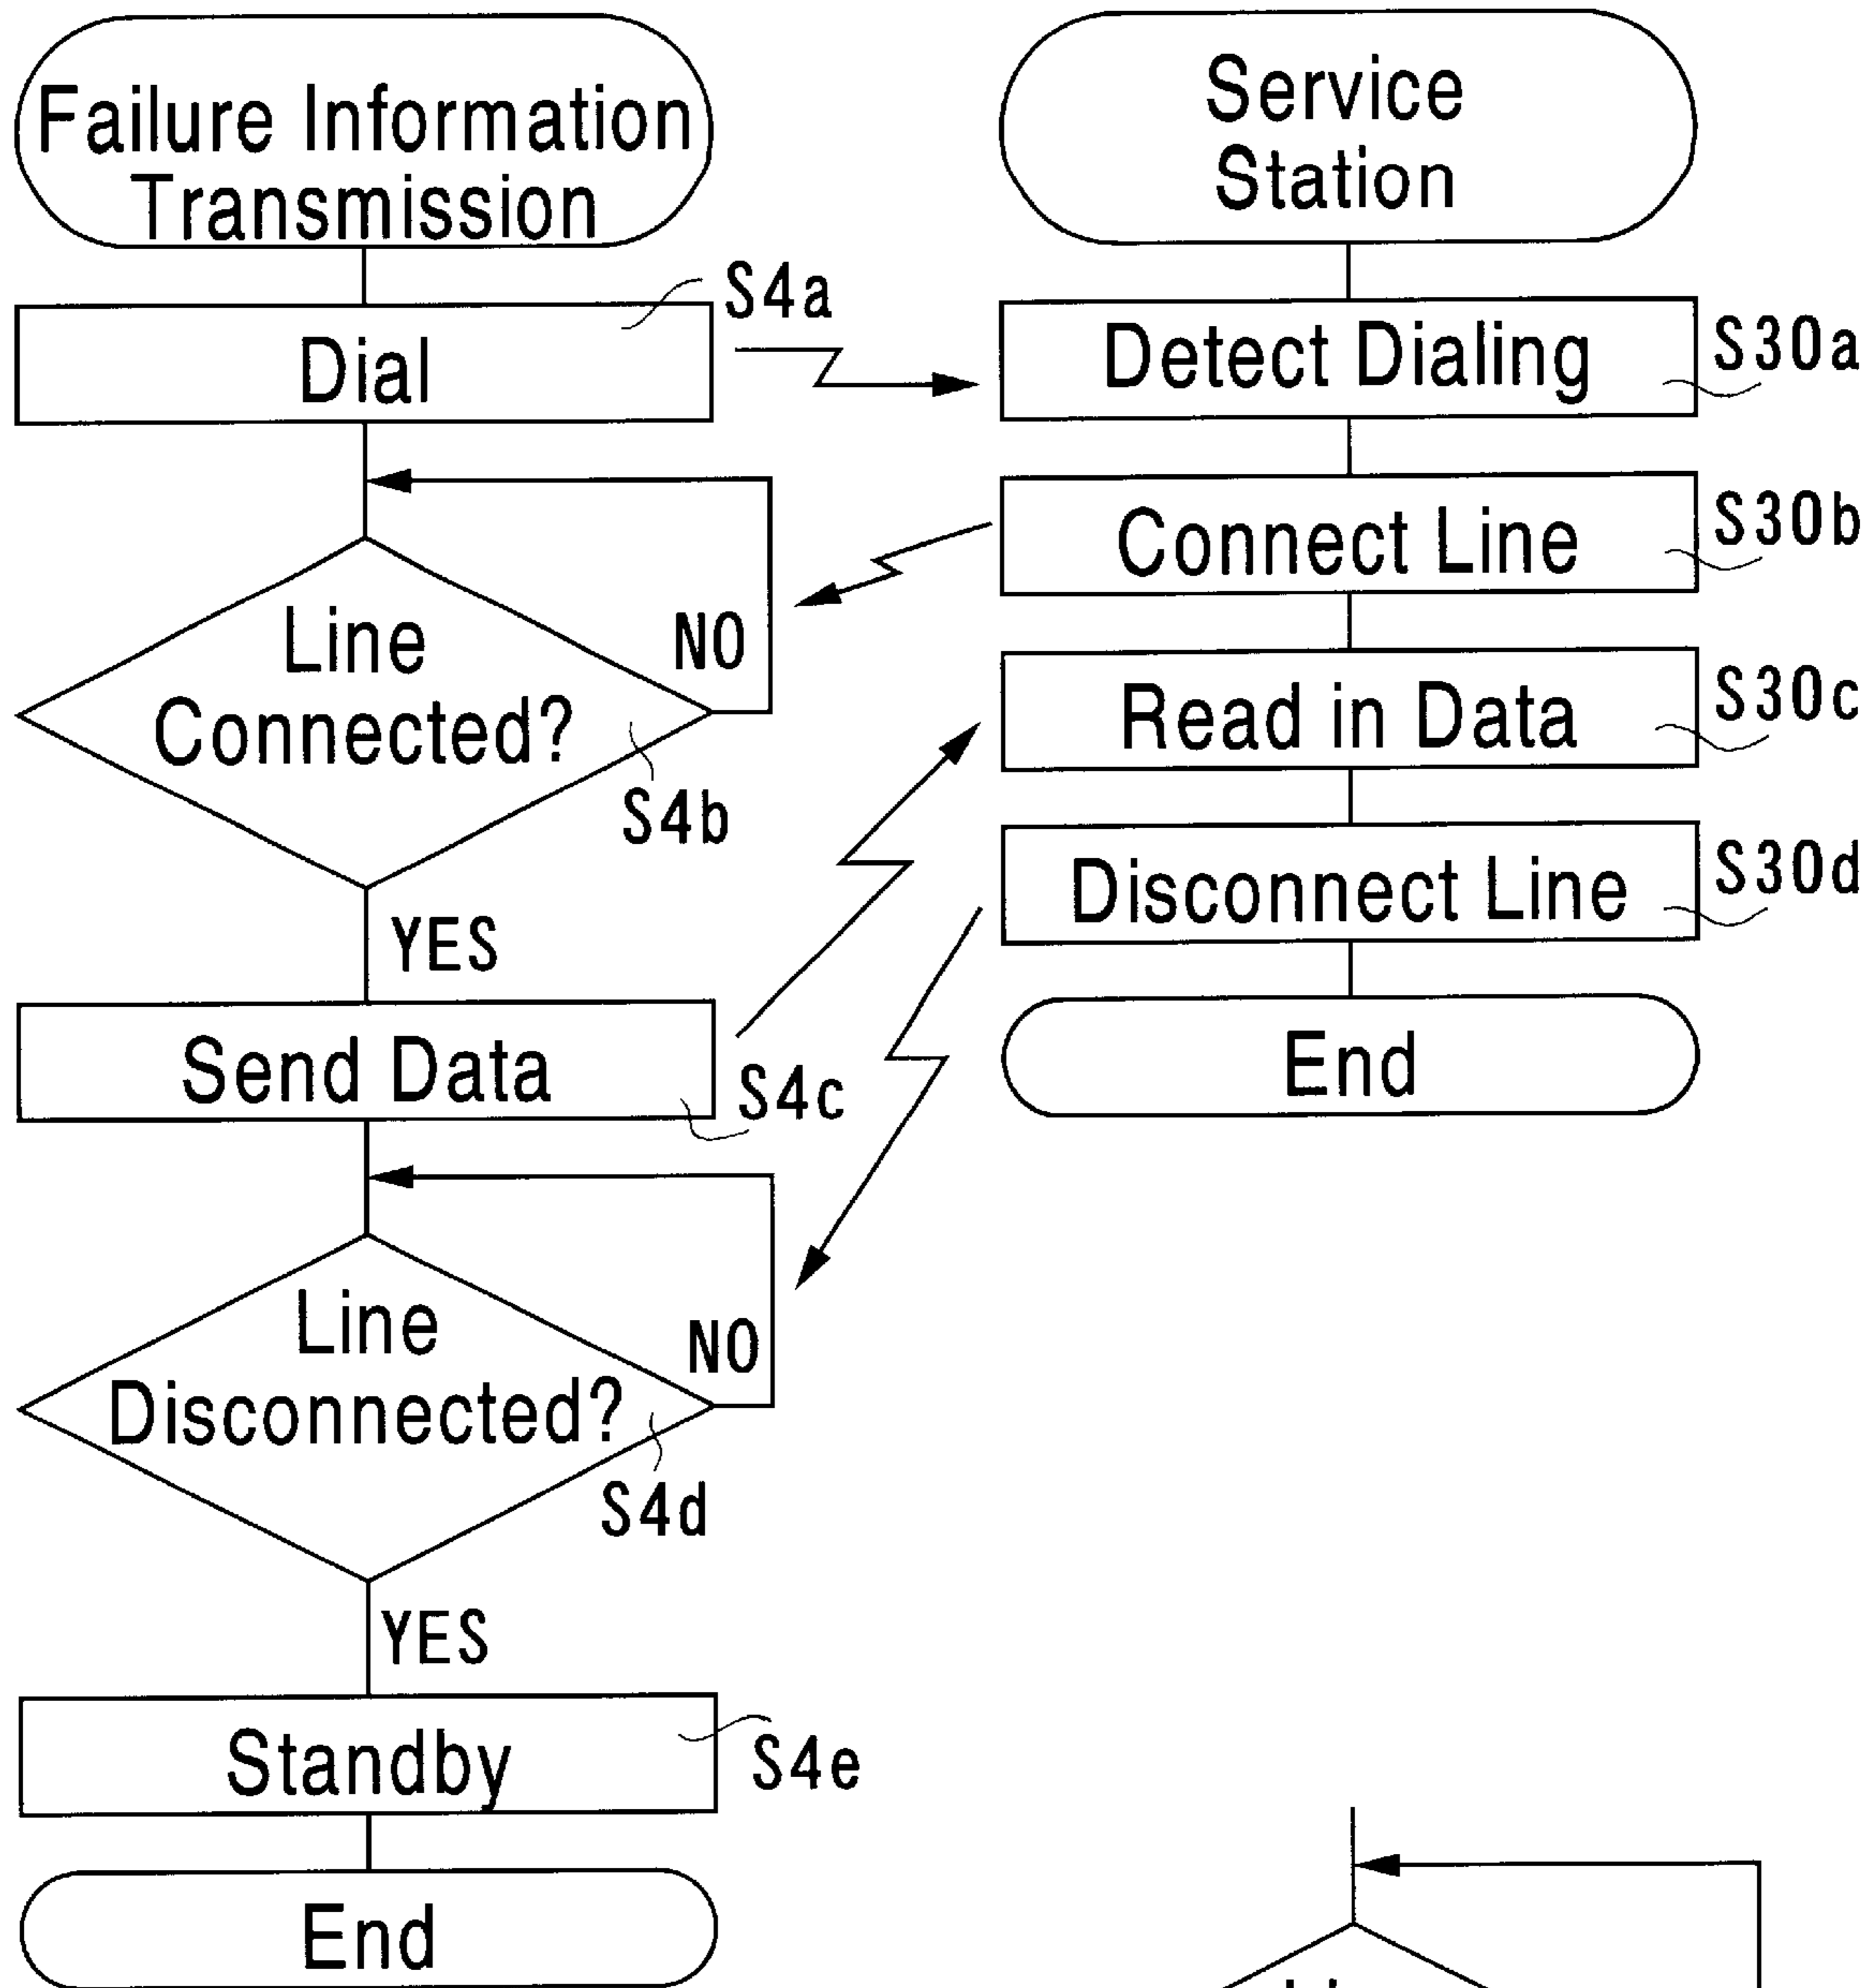 Failure Information
Transmission
S4a
Dial
Line
Connected?
NO
S4b
YES
Send Data
S4c
Line
Disconnected?
NO
S4d
YES
Standby
S4e
End
Service
Station
Detect Dialing
S30a
Connect Line
S30b
Read in Data
S30c
Disconnect Line
S30d
End